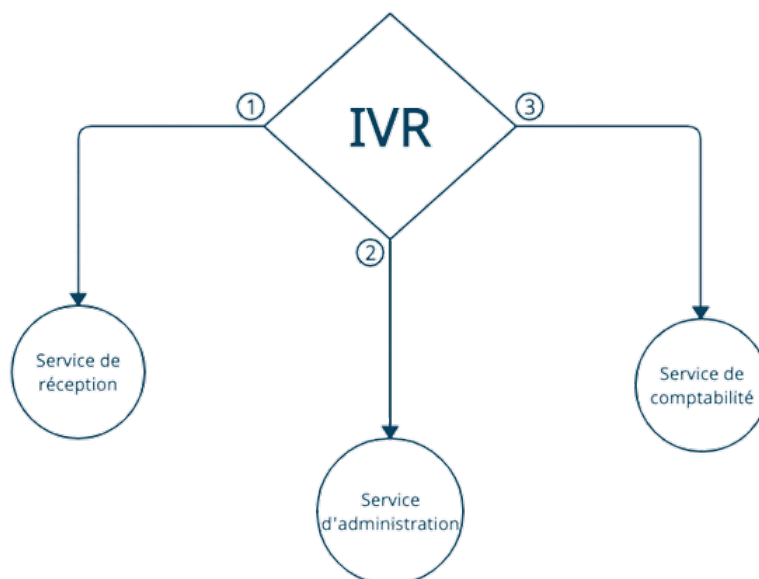 1
IVR
3
2
Service de
réception
Service de
comptabilité
Service
d'administration